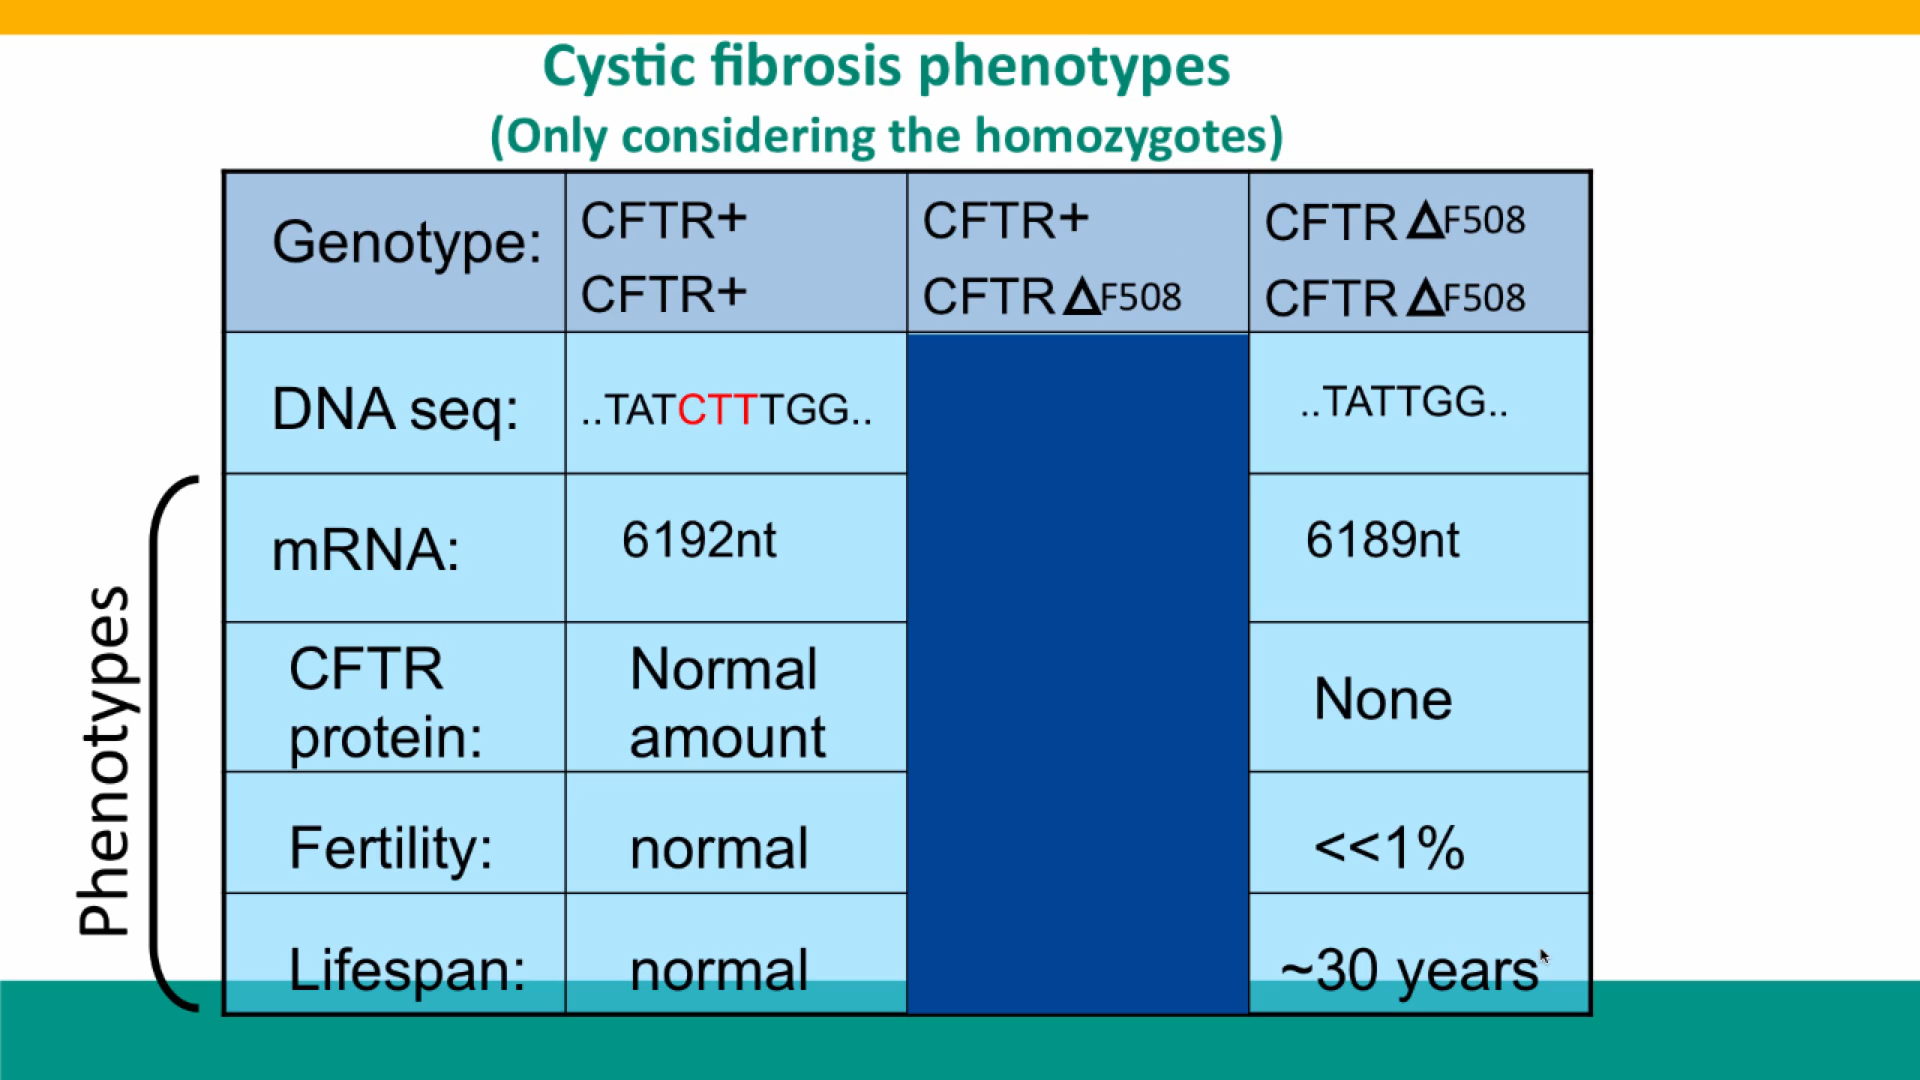 Cystic fibrosis phenotypes
(Only considering the homozygotes)
Genotype:
CFTR+
CFTR+
CFTR+
CFTR ΔF508
CFTR ΔF508
CFTR ΔF508
DNA seq:
..TATCTTTGG..
..TATTGG..
mRNA:
6192nt
6189nt
CFTR
protein:
Normal
amount
None
Fertility:
normal
<<1%
Lifespan:
normal
~30 years
Phenotypes